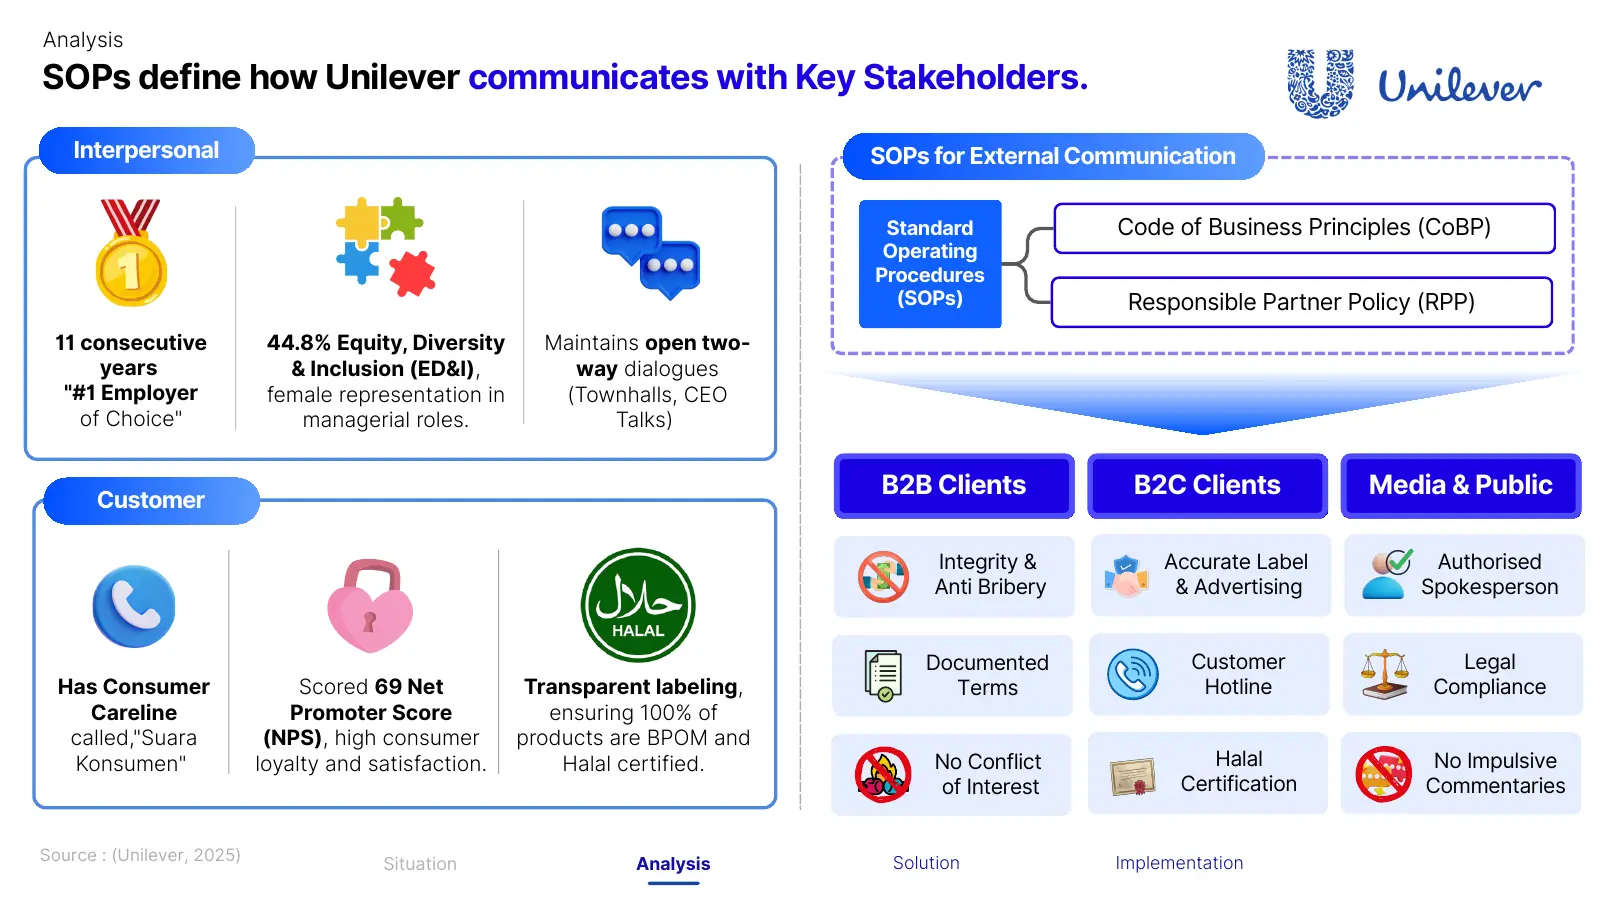 Analysis
SOPs define how Unilever communicates with Key Stakeholders.
Unilever
Interpersonal
1
11 consecutive
years
"#1 Employer
of Choice"
44.8% Equity, Diversity
& Inclusion (ED&I),
female representation in
managerial roles.
Maintains open two-
way dialogues
(Townhalls, CEO
Talks)
Customer
Has Consumer
Careline
called,"Suara
Konsumen"
Scored 69 Net
Promoter Score
(NPS), high consumer
loyalty and satisfaction.
حلال
HALAL
Transparent labeling,
ensuring 100% of
products are BPOM and
Halal certified.
SOPs for External Communication
Standard
Operating
Procedures
(SOPs)
Code of Business Principles (CoBP)
Responsible Partner Policy (RPP)
B2B Clients
Integrity &
Anti Bribery
Documented
Terms
No Conflict
of Interest
B2C Clients
Accurate Label
& Advertising
Customer
Hotline
Halal
Certification
Media & Public
Authorised
Spokesperson
Legal
Compliance
No Impulsive
Commentaries
Source : (Unilever, 2025)
Situation
Analysis
Solution
Implementation